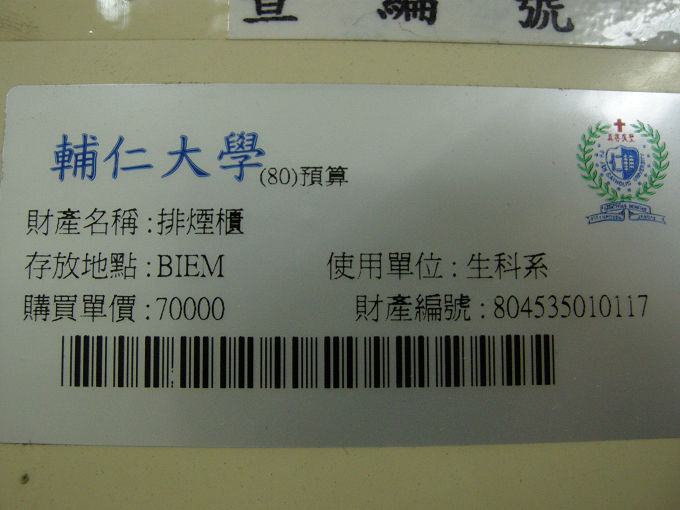 編號
輔仁大學(80)預算
財產名稱:排煙櫃
存放地點:BIEM 使用單位:生科系
購買單價:70000 財產編號:804535010117